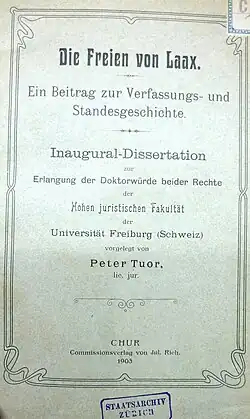 C
Die Freien von Laax.
Ein Beitrag zur Verfassungs- und
Standesgeschichte.
Inaugural-Dissertation
zur
Erlangung der Doktorwürde beider Rechte
der
Hohen juristischen Fakultät
der
Universität Freiburg (Schweiz)
vorgelegt von
Peter Tuor,
lic. jur.
CHUR
Commissionsverlag von Jul. Rich.
1903
STAATSARCHIV
ZÜRICH